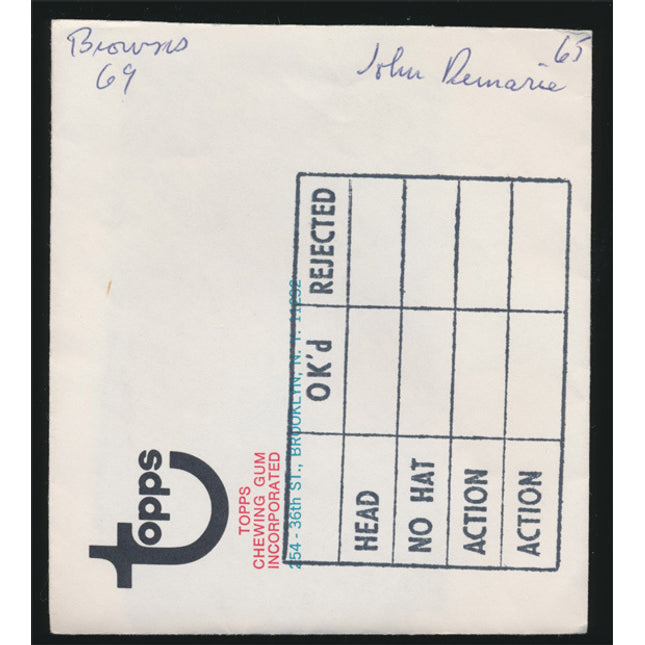 Browns
69
John Demarie
65
topps
TOPPS
CHEWING GUM
INCORPORATED
254 - 36th ST., BROOKLYN, N. Y. 11232
OK'd REJECTED
HEAD
NO HAT
ACTION
ACTION